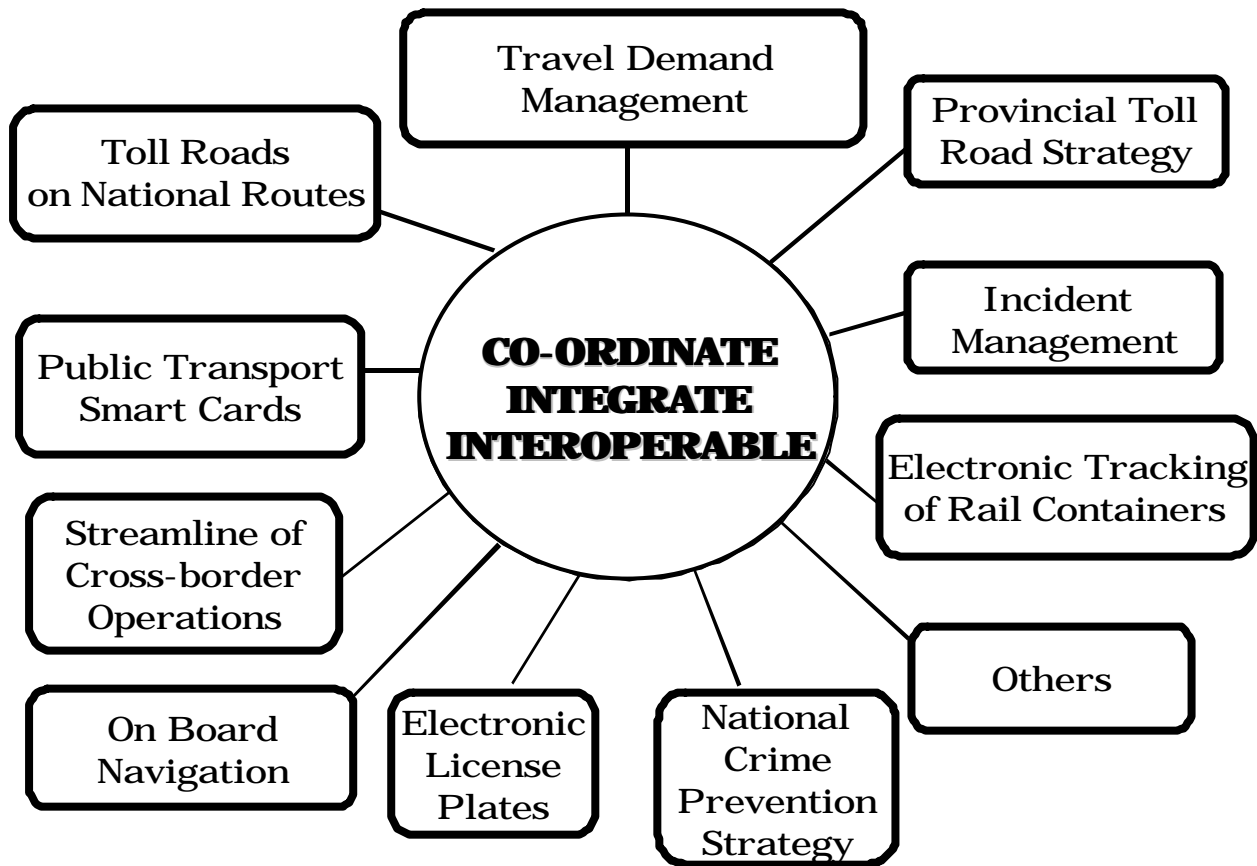 Travel Demand
Management
Provincial Toll
Road Strategy
Toll Roads
on National Routes
Incident
Management
CO-ORDINATE
INTEGRATE
INTEROPERABLE
Public Transport
Smart Cards
Electronic Tracking
of Rail Containers
Streamline of
Cross-border
Operations
Others
On Board
Navigation
Electronic
License
Plates
National
Crime
Prevention
Strategy